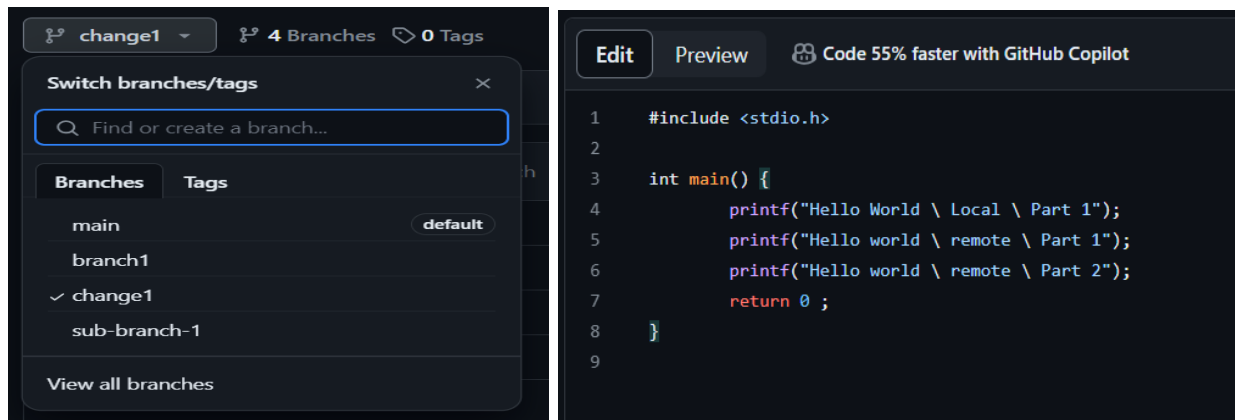 change1 4 Branches 0 Tags
Switch branches/tags
Find or create a branch...
Branches Tags
main default
branch1
change1
sub-branch-1
View all branches
Edit Preview Code 55% faster with GitHub Copilot
1 #include <stdio.h>
2
3 int main() {
4 printf("Hello World \ Local \ Part 1");
5 printf("Hello world \ remote \ Part 1");
6 printf("Hello world \ remote \ Part 2");
7 return 0 ;
8 }
9